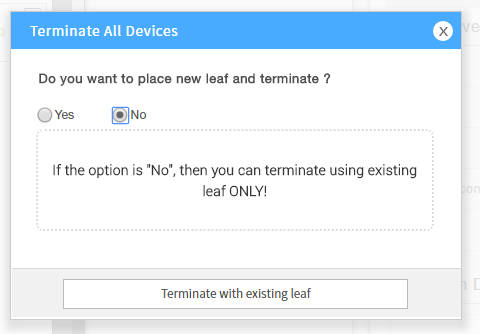 Terminate All Devices
X
Do you want to place new leaf and terminate ?
Yes
No
If the option is "No", then you can terminate using existing
leaf ONLY!
Terminate with existing leaf